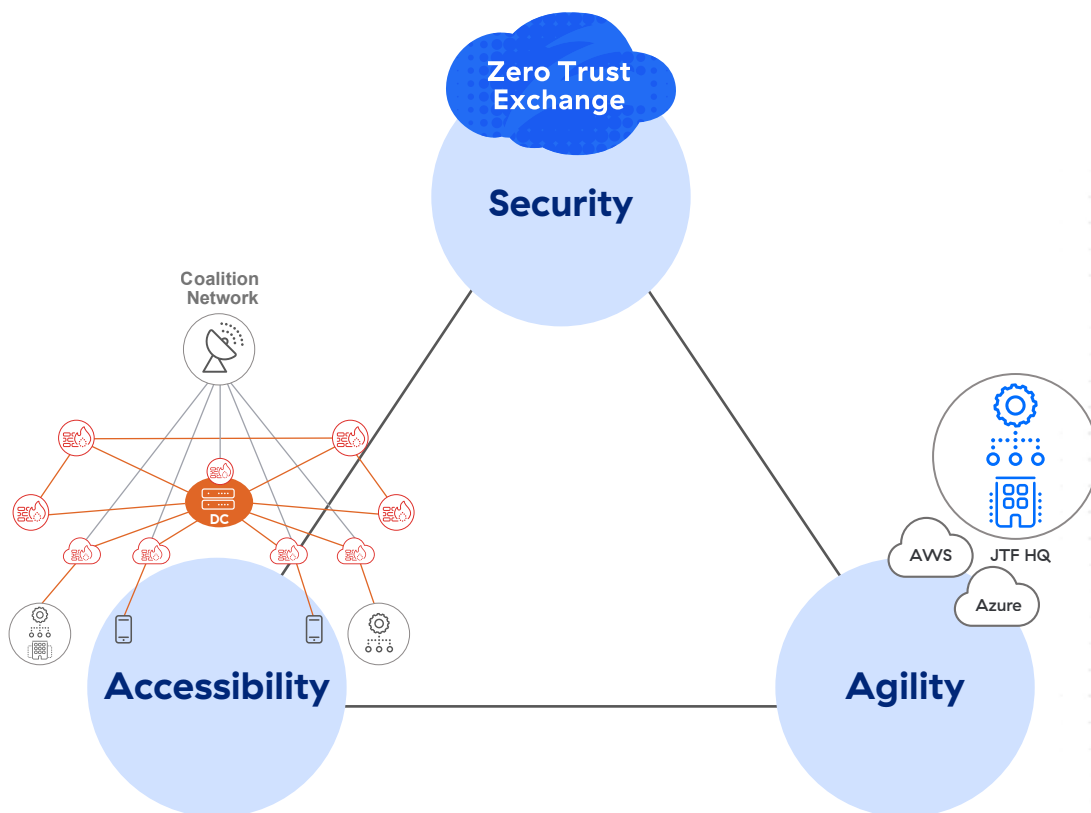 Zero Trust
Exchange
Security
Coalition
Network
DC
AWS
JTF HQ
Azure
Accessibility
Agility